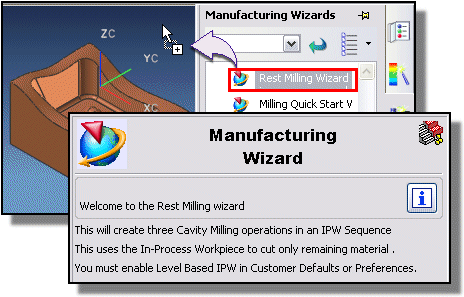 Manufacturing Wizards
ZC
YC
XC
Rest Milling Wizard
Milling Quick Start W
Manufacturing
Wizard
Welcome to the Rest Milling wizard
This will create three Cavity Milling operations in an IPW Sequence
This uses the In-Process Workpiece to cut only remaining material .
You must enable Level Based IPW in Customer Defaults or Preferences.